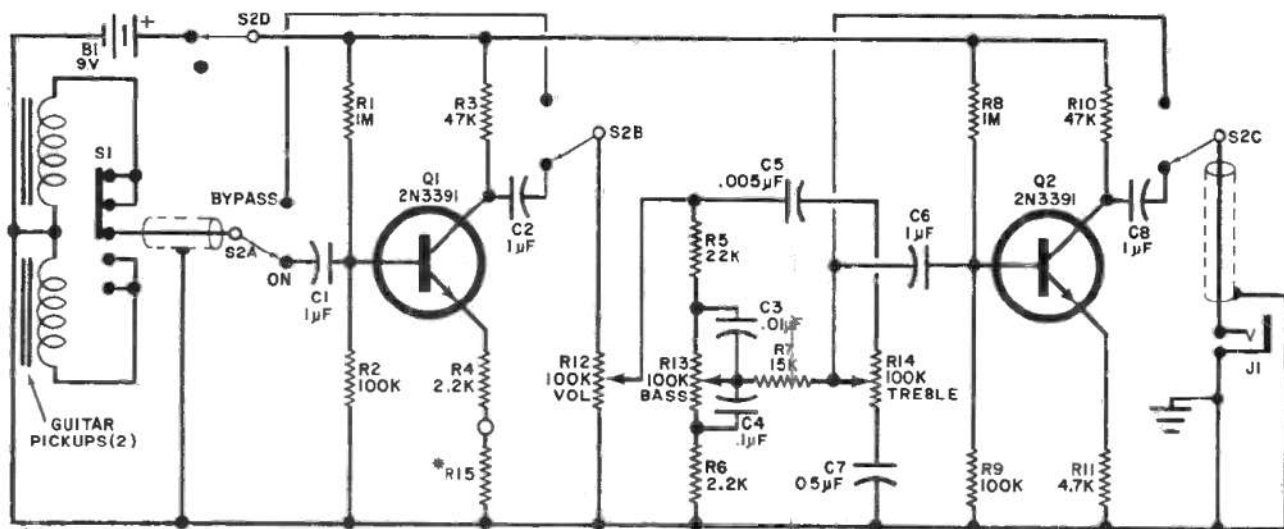 S2D
+
B1
9V
S1
BYPASS
S2A
ON
C1
1µF
R1
1M
R2
100K
Q1
2N3391
R3
47K
C2
1µF
R4
2.2K
*R15
S2B
R12
100K
VOL
R5
22K
C3
.01µF
R13
100K
BASS
C4
.1µF
R6
2.2K
R7
15K
C5
.005µF
C6
1µF
R14
100K
TREBLE
C7
05µF
R8
1M
R9
100K
Q2
2N3391
R10
47K
C8
1µF
R11
4.7K
S2C
J1
GUITAR
PICKUPS(2)